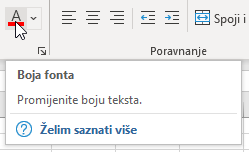 A
Spoji i
Poravnanje
Boja fonta
Promijenite boju teksta.
Želim saznati više